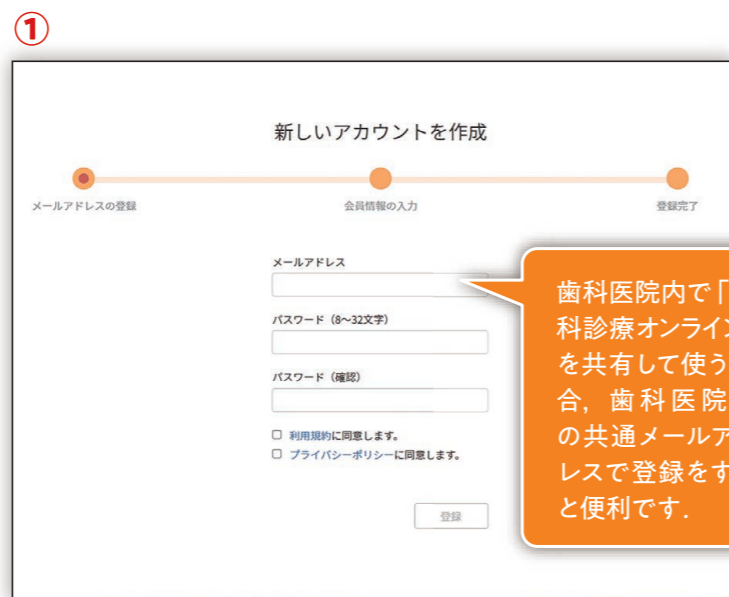 ①
新しいアカウントを作成
メールアドレスの登録
会員情報の入力
登録完了
メールアドレス
パスワード（8〜32文字）
パスワード（確認）
利用規約に同意します。
プライバシーポリシーに同意します。
登録
歯科医院内で「
科診療オンライン
を共有して使う
合，歯科医院
の共通メールア
レスで登録をす
と便利です．